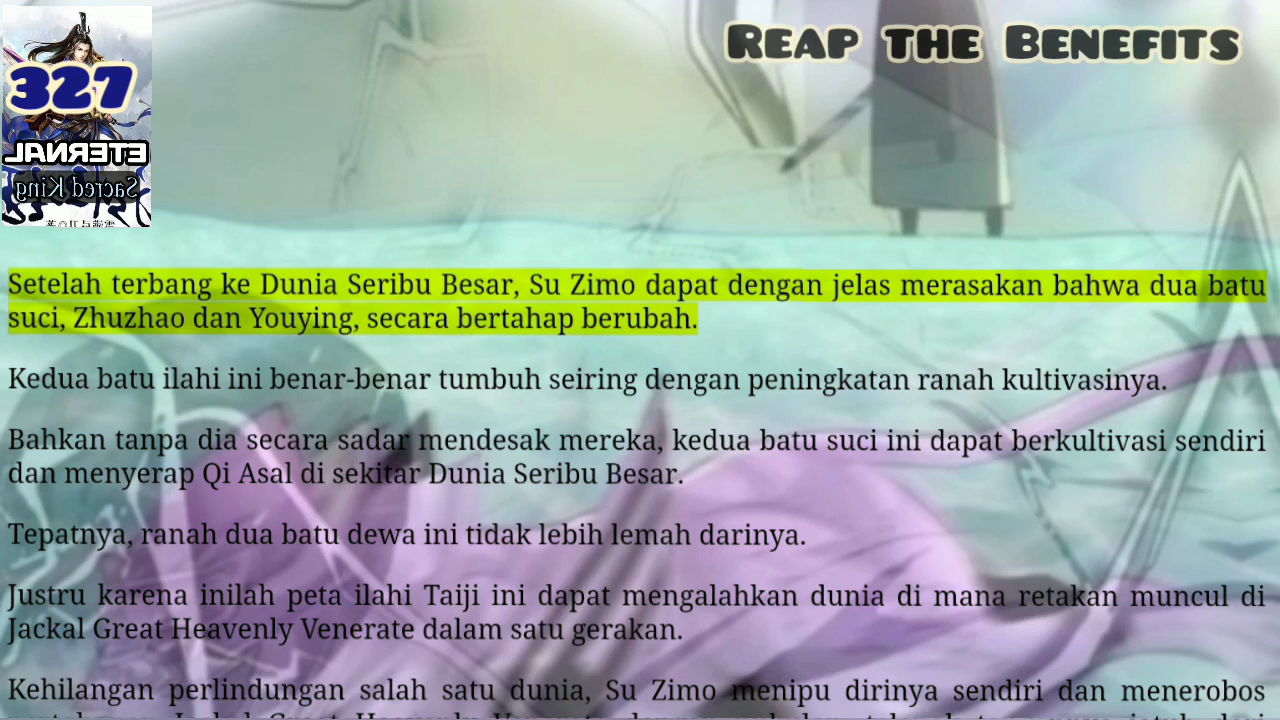 REAP THE BENEFITS
327
ETERNAL
Sacred King
Setelah terbang ke Dunia Seribu Besar, Su Zimo dapat dengan jelas merasakan bahwa dua batu
suci, Zhuzhao dan Youying, secara bertahap berubah.
Kedua batu ilahi ini benar-benar tumbuh seiring dengan peningkatan ranah kultivasinya.
Bahkan tanpa dia secara sadar mendesak mereka, kedua batu suci ini dapat berkultivasi sendiri
dan menyerap Qi Asal di sekitar Dunia Seribu Besar.
Tepatnya, ranah dua batu dewa ini tidak lebih lemah darinya.
Justru karena inilah peta ilahi Taiji ini dapat mengalahkan dunia di mana retakan muncul di
Jackal Great Heavenly Venerate dalam satu gerakan.
Kehilangan perlindungan salah satu dunia, Su Zimo menipu dirinya sendiri dan menerobos